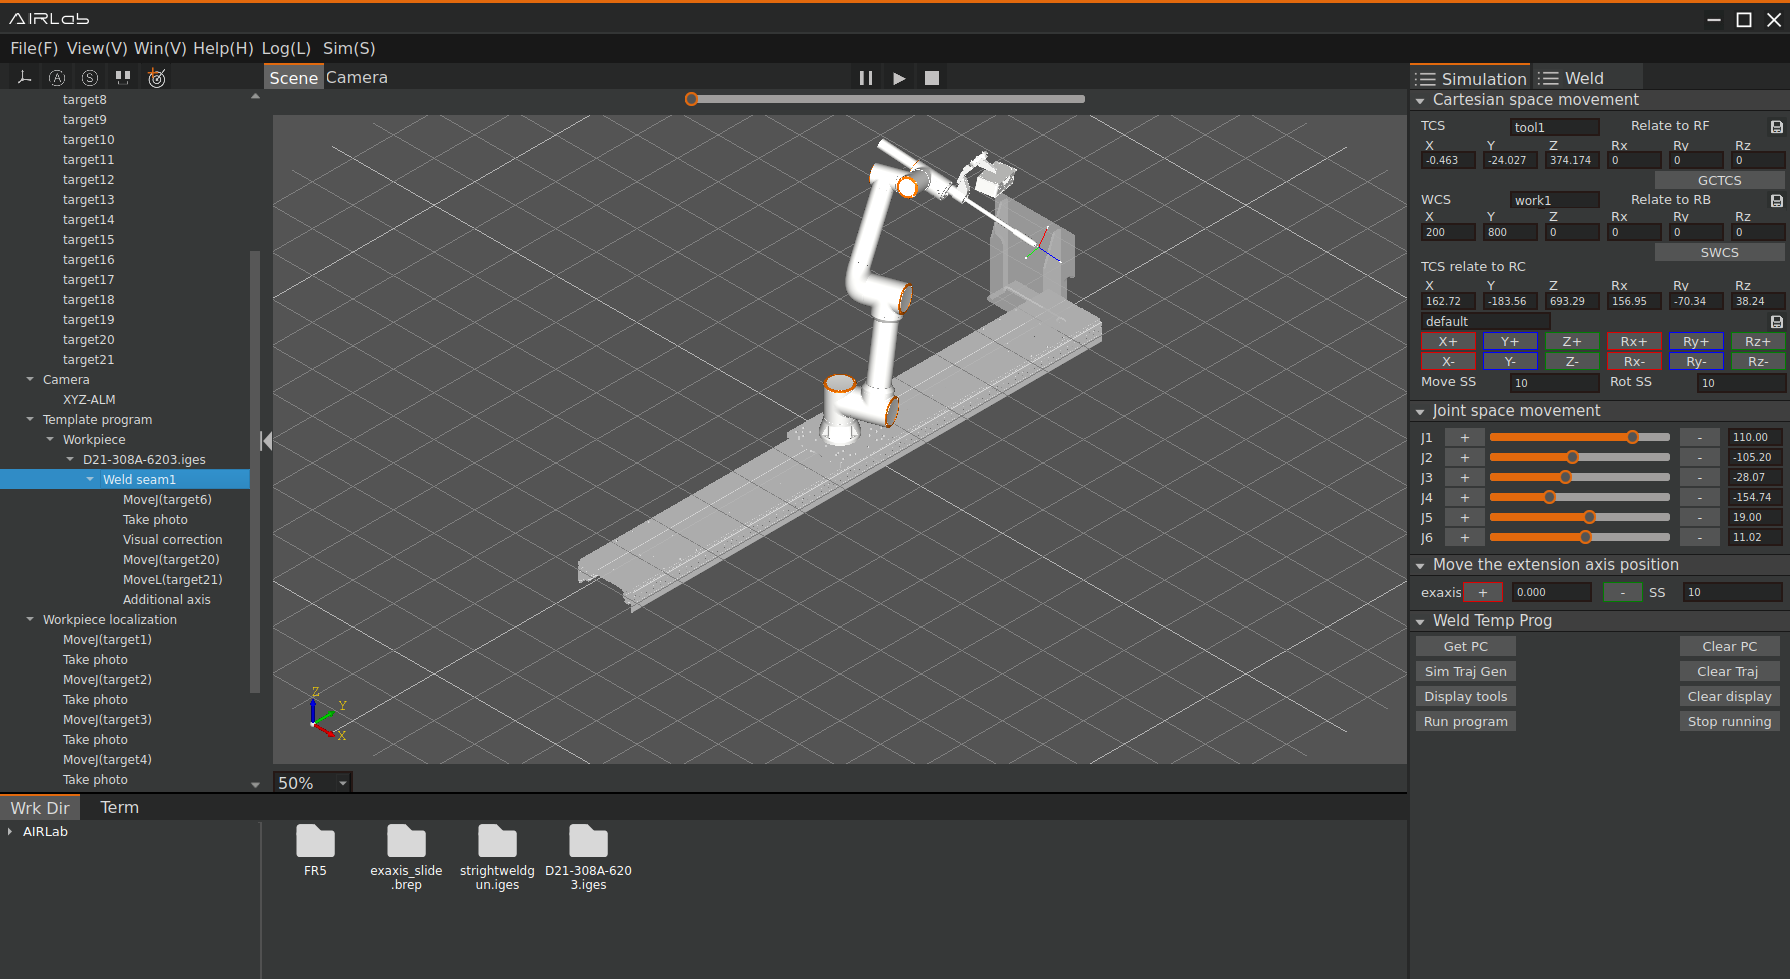 AIRLab
File(F) View(V) Win(V) Help(H) Log(L) Sim(S)
Scene Camera
target8
target9
target10
target11
target12
target13
target14
target15
target16
target17
target18
target19
target20
target21
Camera
XYZ-ALM
Template program
Workpiece
D21-308A-6203.iges
Weld seam1
MoveJ(target6)
Take photo
Visual correction
MoveJ(target20)
MoveL(target21)
Additional axis
Workpiece localization
MoveJ(target1)
Take photo
MoveJ(target2)
Take photo
MoveJ(target3)
Take photo
MoveJ(target4)
Take photo
Z
Y
X
50%
Simulation Weld
Cartesian space movement
TCS tool1 Relate to RF
X Y Z Rx Ry Rz
-0.463 -24.027 374.174 0 0 0
GCTCS
WCS work1 Relate to RB
X Y Z Rx Ry Rz
200 800 0 0 0 0
SWCS
TCS relate to RC
X Y Z Rx Ry Rz
162.72 -183.56 693.29 156.95 -70.34 38.24
default
X+ Y+ Z+ Rx+ Ry+ Rz+
X- Y- Z- Rx- Ry- Rz-
Move SS 10 Rot SS 10
Joint space movement
J1 + - 110.00
J2 + - -105.20
J3 + - -28.07
J4 + - -154.74
J5 + - 19.00
J6 + - 11.02
Move the extension axis position
exaxis + 0.000 - SS 10
Weld Temp Prog
Get PC Clear PC
Sim Traj Gen Clear Traj
Display tools Clear display
Run program Stop running
Wrk Dir Term
AIRLab
FR5
exaxis_slide
.brep
strightweldg
un.iges
D21-308A-620
3.iges